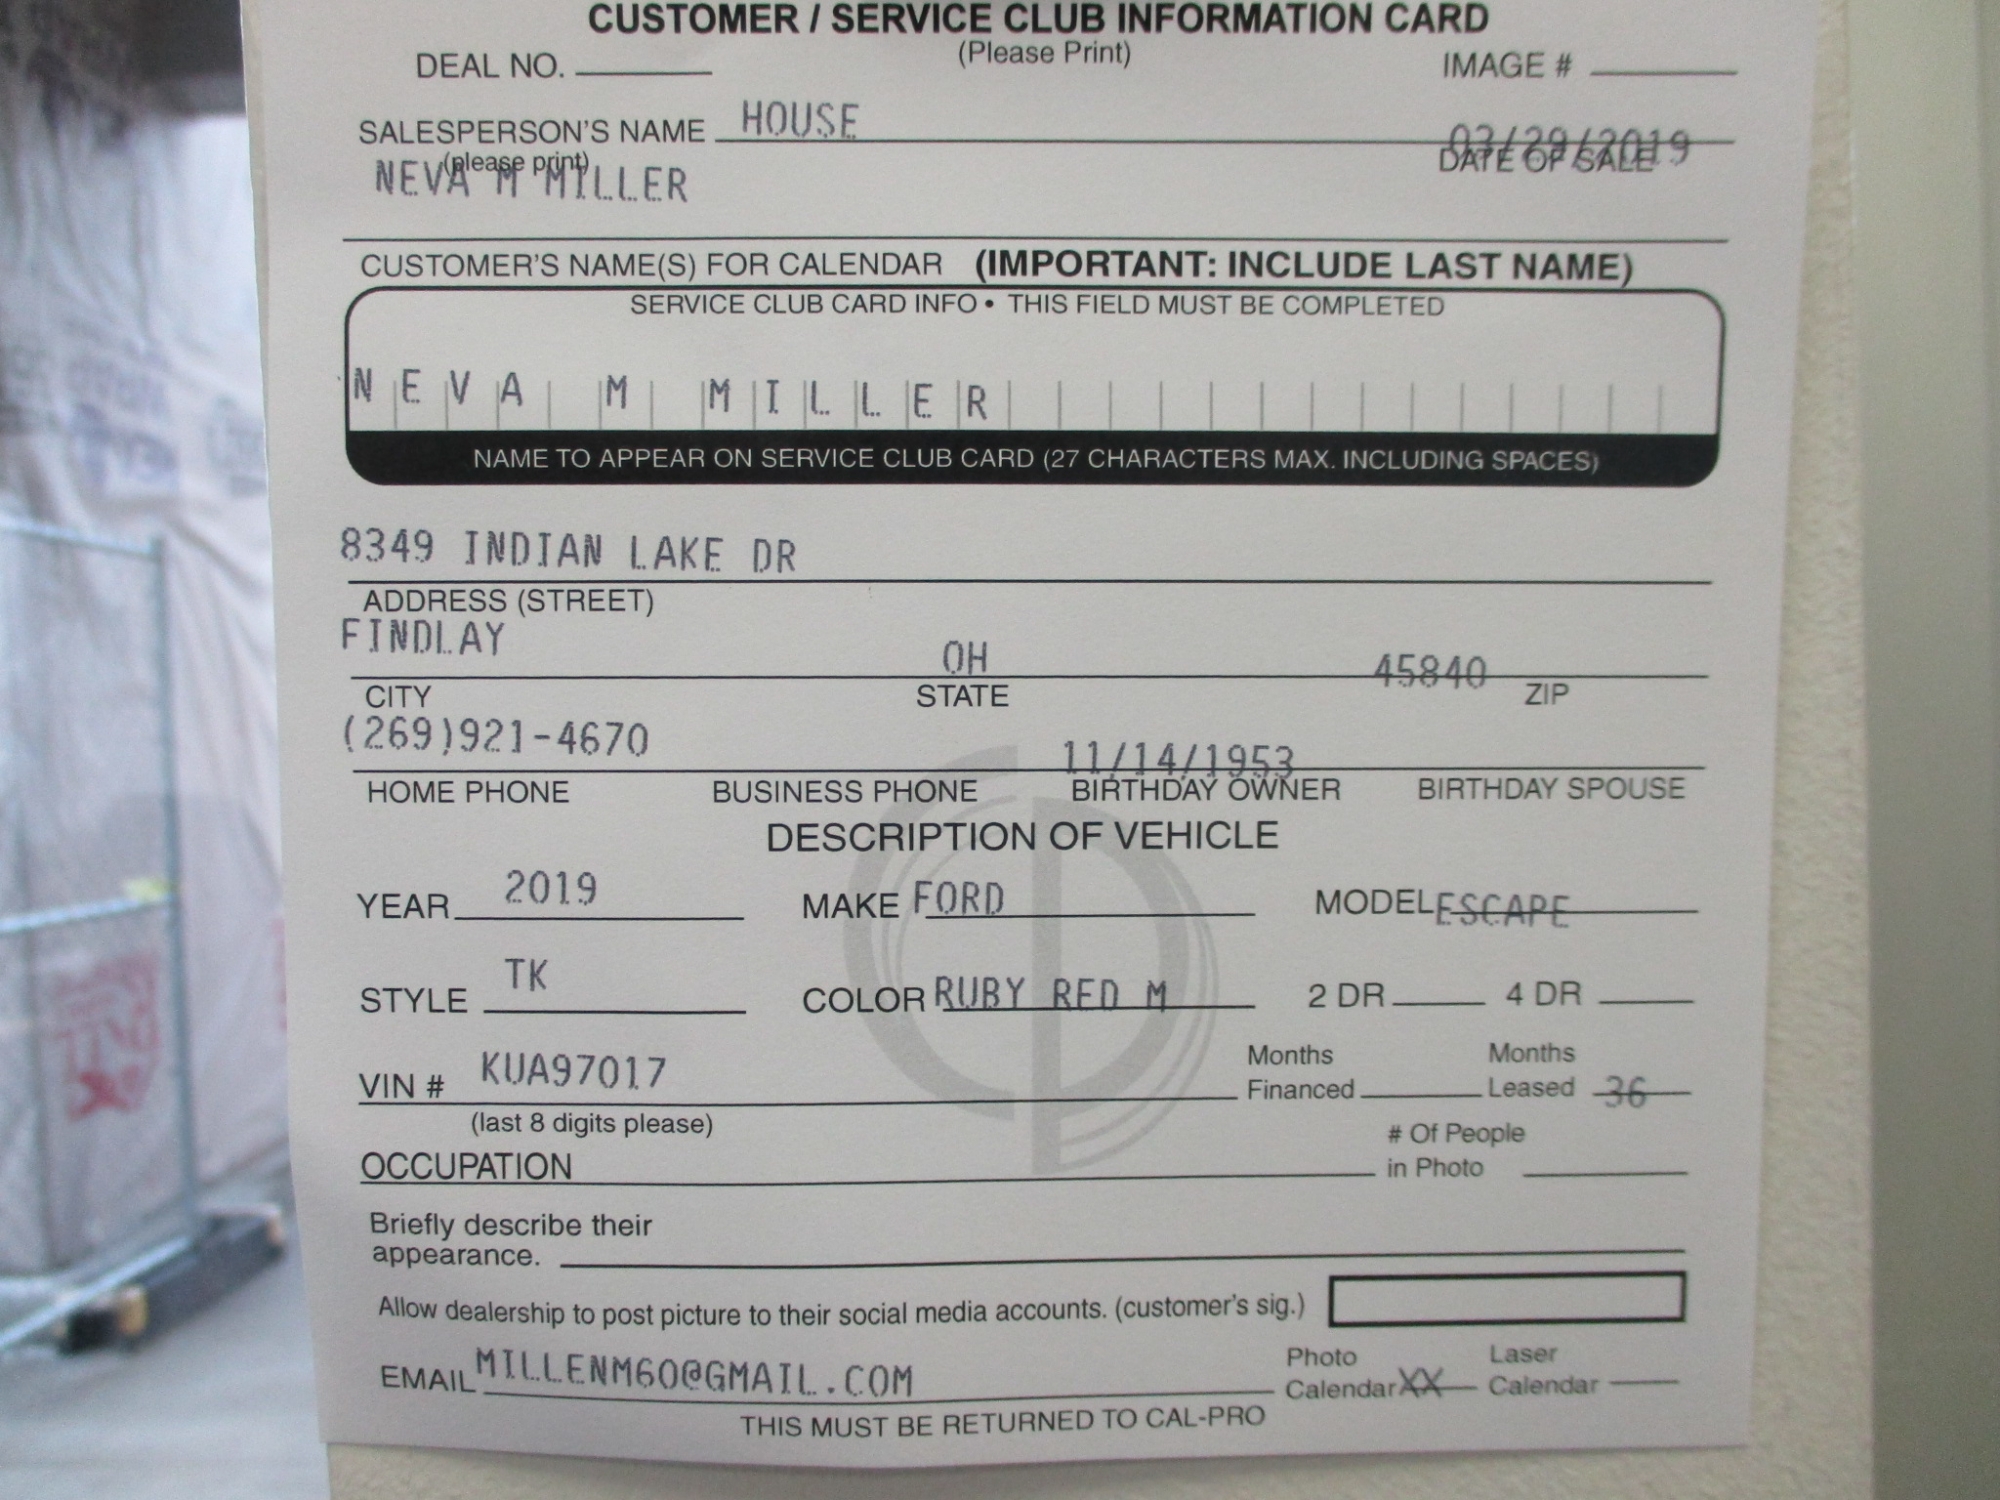 CUSTOMER / SERVICE CLUB INFORMATION CARD
(Please Print)
DEAL NO. IMAGE #
SALESPERSON'S NAME HOUSE
03/29/2019
(please print) DATE OF SALE
NEVA M MILLER
CUSTOMER'S NAME(S) FOR CALENDAR (IMPORTANT: INCLUDE LAST NAME)
SERVICE CLUB CARD INFO • THIS FIELD MUST BE COMPLETED
NEVA M MILLER
NAME TO APPEAR ON SERVICE CLUB CARD (27 CHARACTERS MAX. INCLUDING SPACES)
8349 INDIAN LAKE DR
ADDRESS (STREET)
FINDLAY OH 45840
CITY STATE ZIP
(269)921-4670 11/14/1953
HOME PHONE BUSINESS PHONE BIRTHDAY OWNER BIRTHDAY SPOUSE
DESCRIPTION OF VEHICLE
YEAR 2019 MAKE FORD MODEL ESCAPE
STYLE TK COLOR RUBY RED M 2 DR 4 DR
VIN # KUA97017 Months Financed Months Leased 36
(last 8 digits please)
OCCUPATION # Of People in Photo
Briefly describe their
appearance.
Allow dealership to post picture to their social media accounts. (customer's sig.)
EMAIL MILLENM60@GMAIL.COM Photo Calendar XX Laser Calendar
THIS MUST BE RETURNED TO CAL-PRO